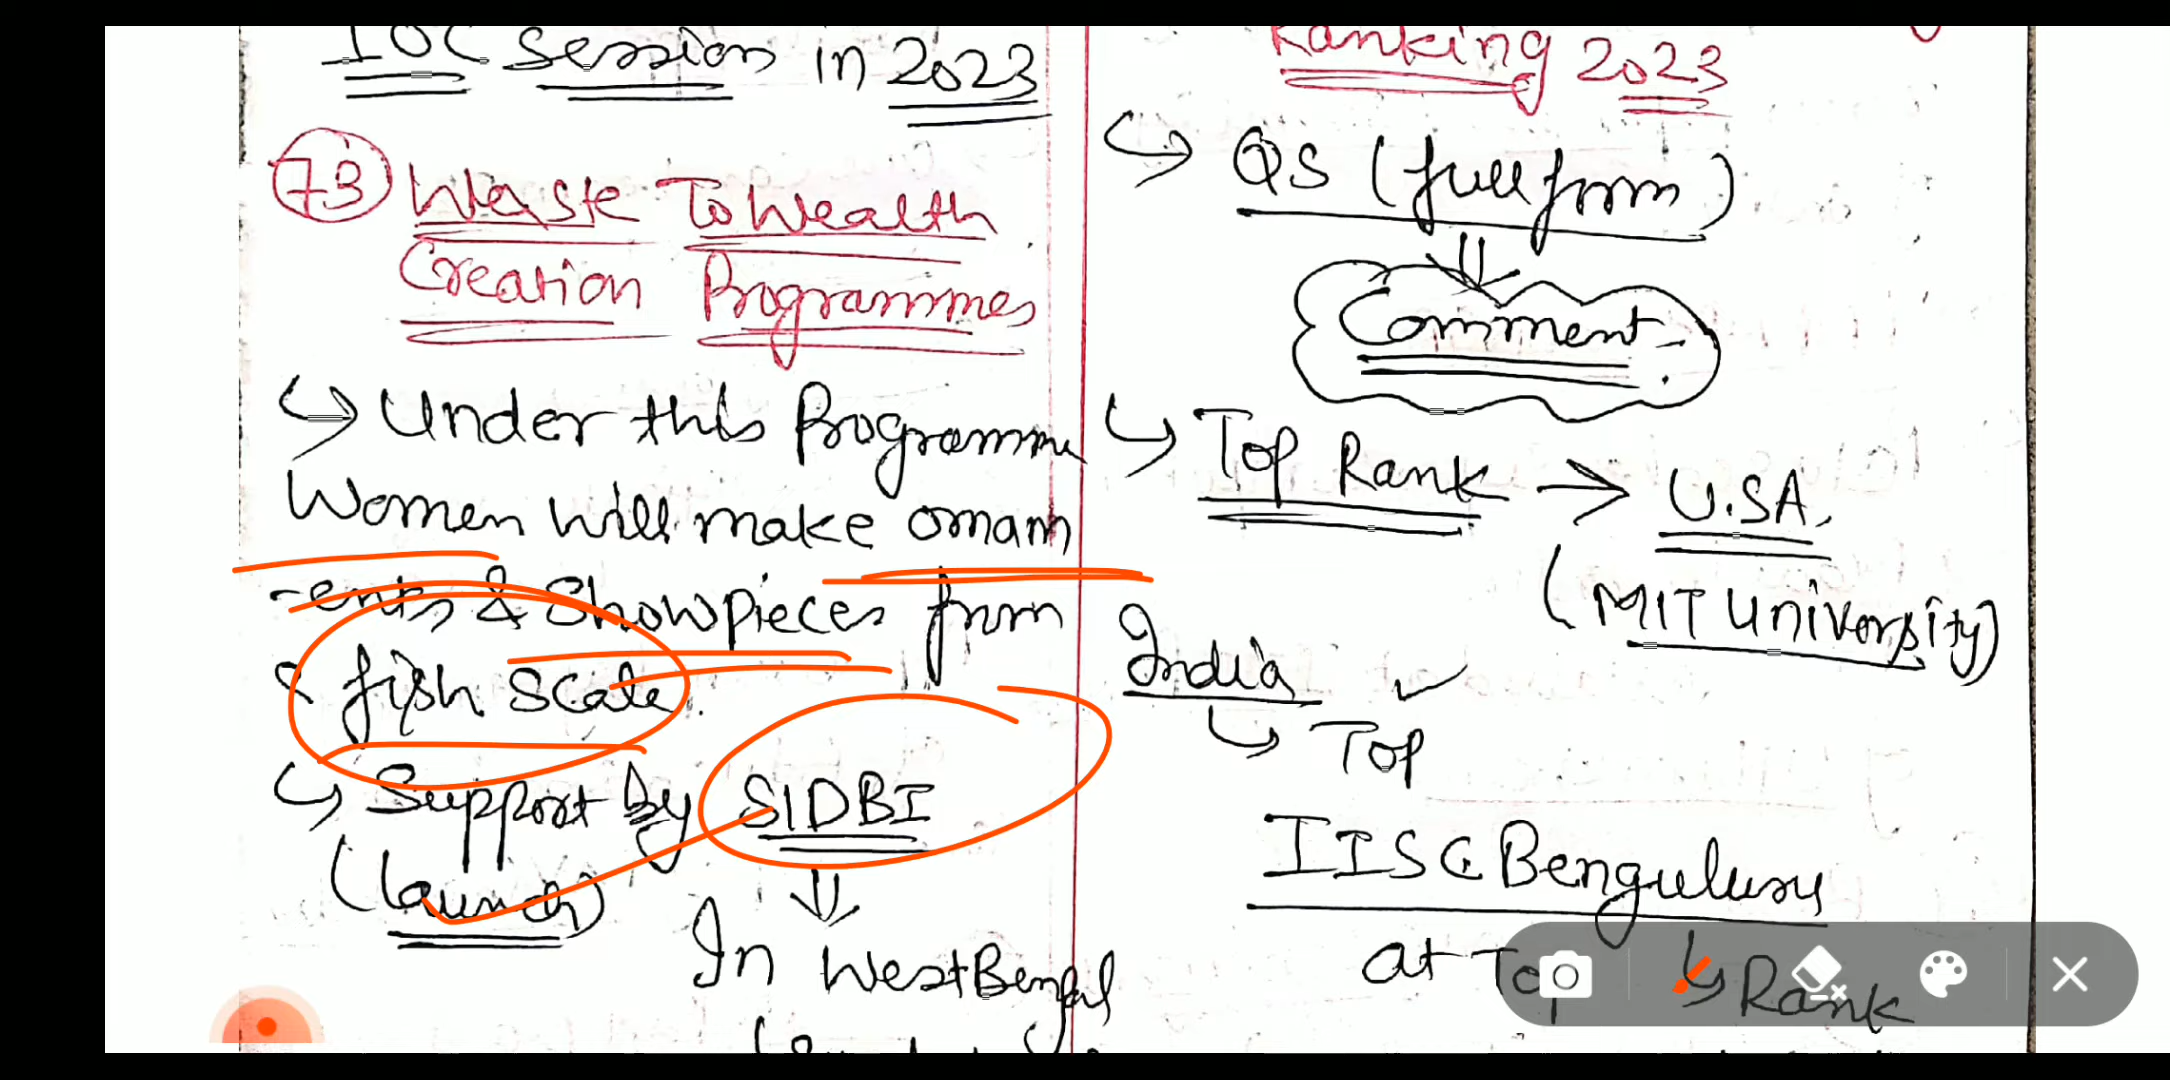 IOC Session in 2023
73 Waste To Wealth
Creation Programmes
Under this Programme
Women will make ornam
-ents & Showpieces from
fish Scale.
Support by SIDBI
(launch)
In West Bengal
Ranking 2023
QS (full form)
Comment
Top Rank → U.S.A.
(MIT University)
India ✓
Top
IISc Benguluru
at Top
Rank